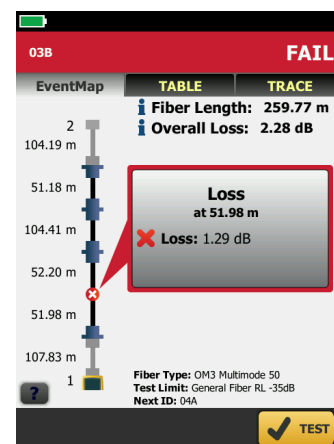 03B
FAIL
EventMap
TABLE
TRACE
i Fiber Length: 259.77 m
i Overall Loss: 2.28 dB
2
104.19 m
51.18 m
104.41 m
52.20 m
51.98 m
107.83 m
1
Loss
at 51.98 m
Loss: 1.29 dB
Fiber Type: OM3 Multimode 50
Test Limit: General Fiber RL -35dB
Next ID: 04A
?
TEST